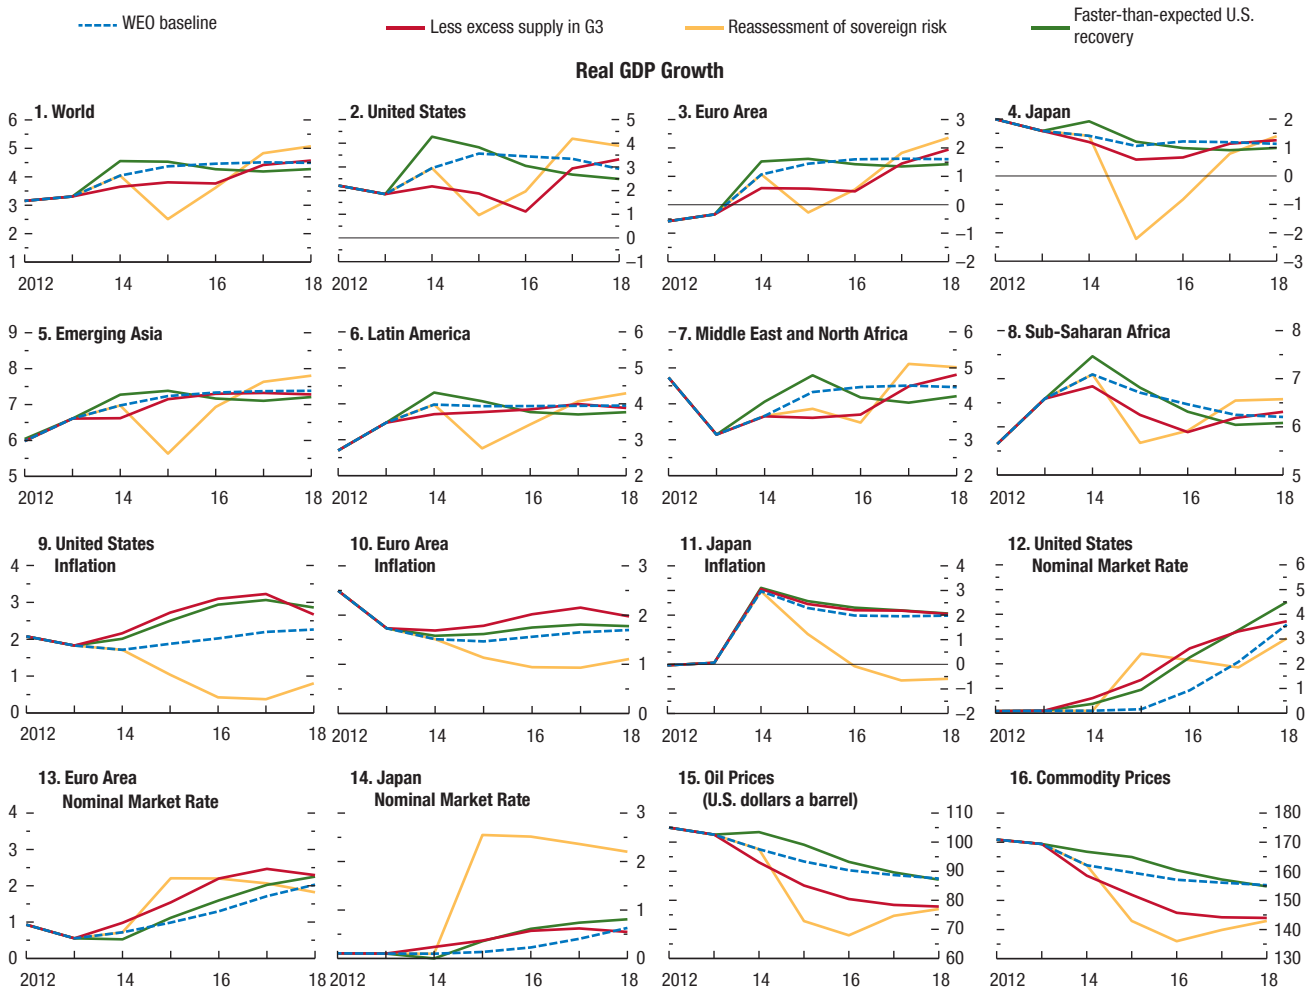 WEO baseline
Less excess supply in G3
Reassessment of sovereign risk
Faster-than-expected U.S.
recovery
Real GDP Growth
1. World
6
5
4
3
2
1
2012 14 16 18
2. United States
5
4
3
2
1
0
–1
2012 14 16 18
3. Euro Area
3
2
1
0
–1
–2
2012 14 16 18
4. Japan
2
1
0
–1
–2
–3
2012 14 16 18
5. Emerging Asia
9
8
7
6
5
2012 14 16 18
6. Latin America
6
5
4
3
2
2012 14 16 18
7. Middle East and North Africa
6
5
4
3
2
2012 14 16 18
8. Sub-Saharan Africa
8
7
6
5
2012 14 16 18
9. United States
Inflation
4
3
2
1
0
2012 14 16 18
10. Euro Area
Inflation
3
2
1
0
2012 14 16 18
11. Japan
Inflation
4
3
2
1
0
–1
–2
2012 14 16 18
12. United States
Nominal Market Rate
6
5
4
3
2
1
0
2012 14 16 18
13. Euro Area
Nominal Market Rate
4
3
2
1
0
2012 14 16 18
14. Japan
Nominal Market Rate
3
2
1
0
2012 14 16 18
15. Oil Prices
(U.S. dollars a barrel)
110
100
90
80
70
60
2012 14 16 18
16. Commodity Prices
180
170
160
150
140
130
2012 14 16 18